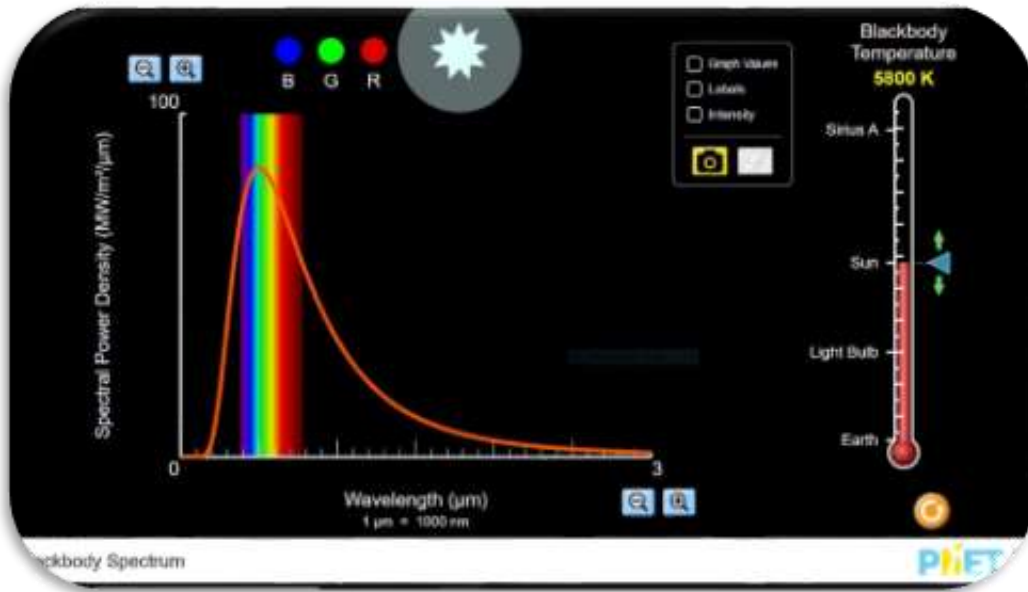 Blackbody
Temperature
5800 K
B G R
Graph Values
Labels
Intensity
100
Spectral Power Density (MW/m²/μm)
Sirius A
Sun
Light Bulb
Earth
0
3
Wavelength (μm)
1 μm = 1000 nm
ackbody Spectrum
PhET